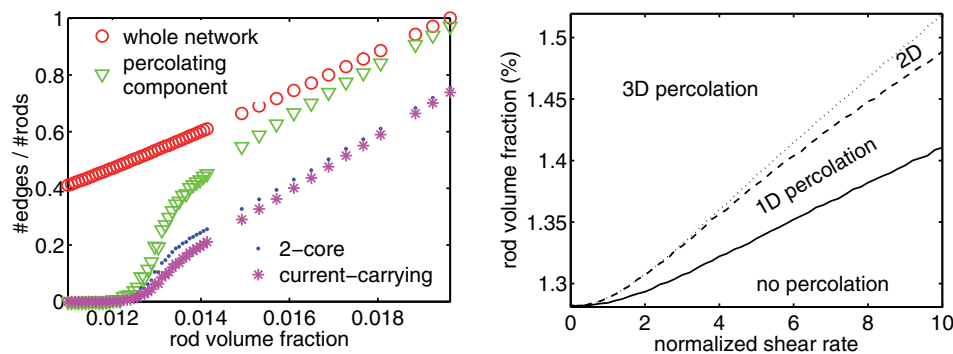 #edges / #rods
1
0.8
0.6
0.4
0.2
0
whole network
percolating
component
2-core
current-carrying
0.012
0.014
0.016
0.018
rod volume fraction
rod volume fraction (%)
1.5
1.45
1.4
1.35
1.3
3D percolation
2D
1D percolation
no percolation
0
2
4
6
8
10
normalized shear rate